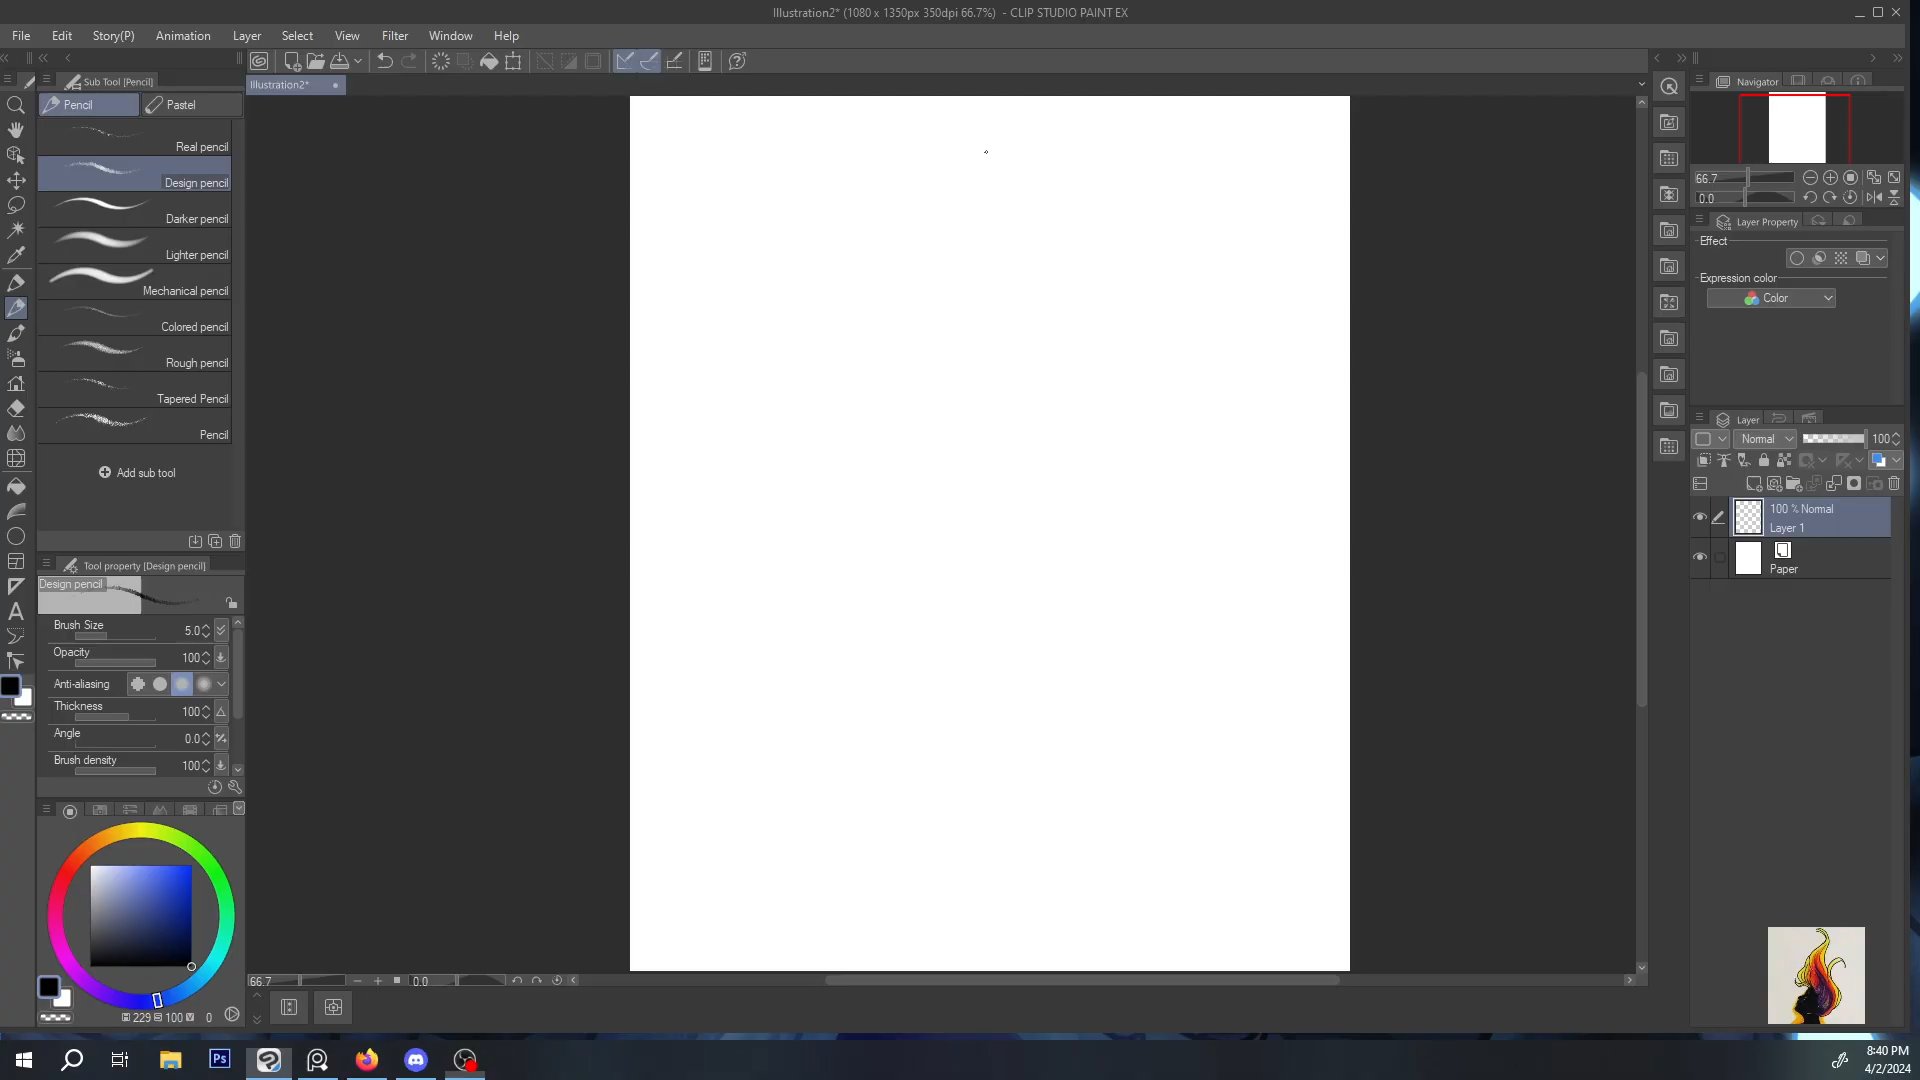 Illustration2* (1080 x 1350px 350dpi 66.7%)  - CLIP STUDIO PAINT EX
File Edit Story(P) Animation Layer Select View Filter Window Help
Sub Tool [Pencil]
Illustration2*
Pencil
Pastel
Real pencil
Design pencil
Darker pencil
Lighter pencil
Mechanical pencil
Colored pencil
Rough pencil
Tapered Pencil
Pencil
Add sub tool
Tool property [Design pencil]
Design pencil
Brush Size 5.0
Opacity 100
Anti-aliasing
Thickness 100
Angle 0.0
Brush density 100
229 100 0
66.7 0.0
Navigator
66.7
0.0
Layer Property
Effect
Expression color
Color
Layer
Normal 100
100 % Normal
Layer 1
Paper
Ps
8:40 PM
4/2/2024